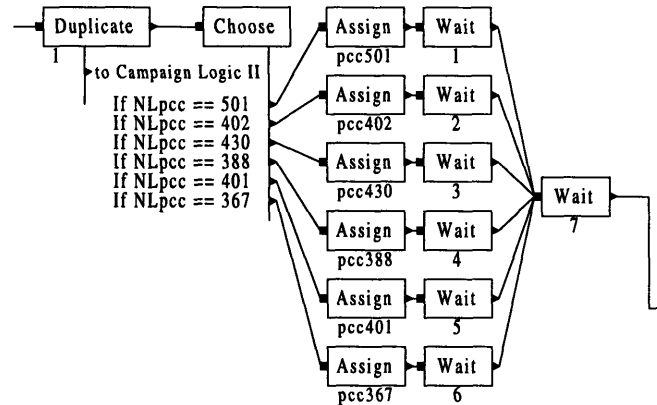 Duplicate
1
Choose
to Campaign Logic II
If NLpcc == 501
If NLpcc == 402
If NLpcc == 430
If NLpcc == 388
If NLpcc == 401
If NLpcc == 367
Assign
pcc501
Wait
1
Assign
pcc402
Wait
2
Assign
pcc430
Wait
3
Assign
pcc388
Wait
4
Assign
pcc401
Wait
5
Assign
pcc367
Wait
6
Wait
7